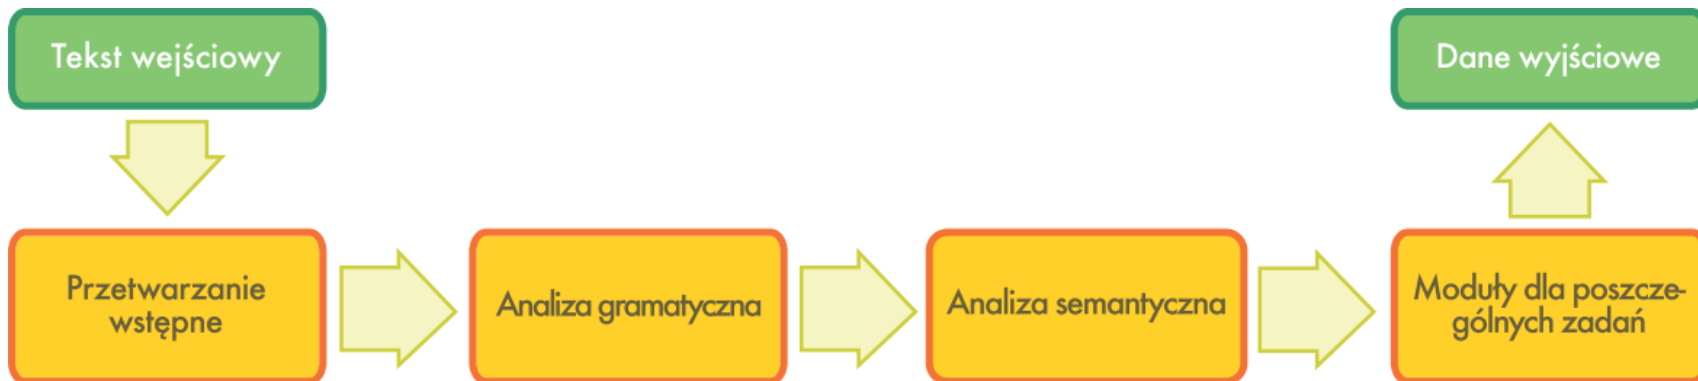 Tekst wejściowy
Dane wyjściowe
Przetwarzanie
wstępne
Analiza gramatyczna
Analiza semantyczna
Moduły dla poszcze-
gólnych zadań